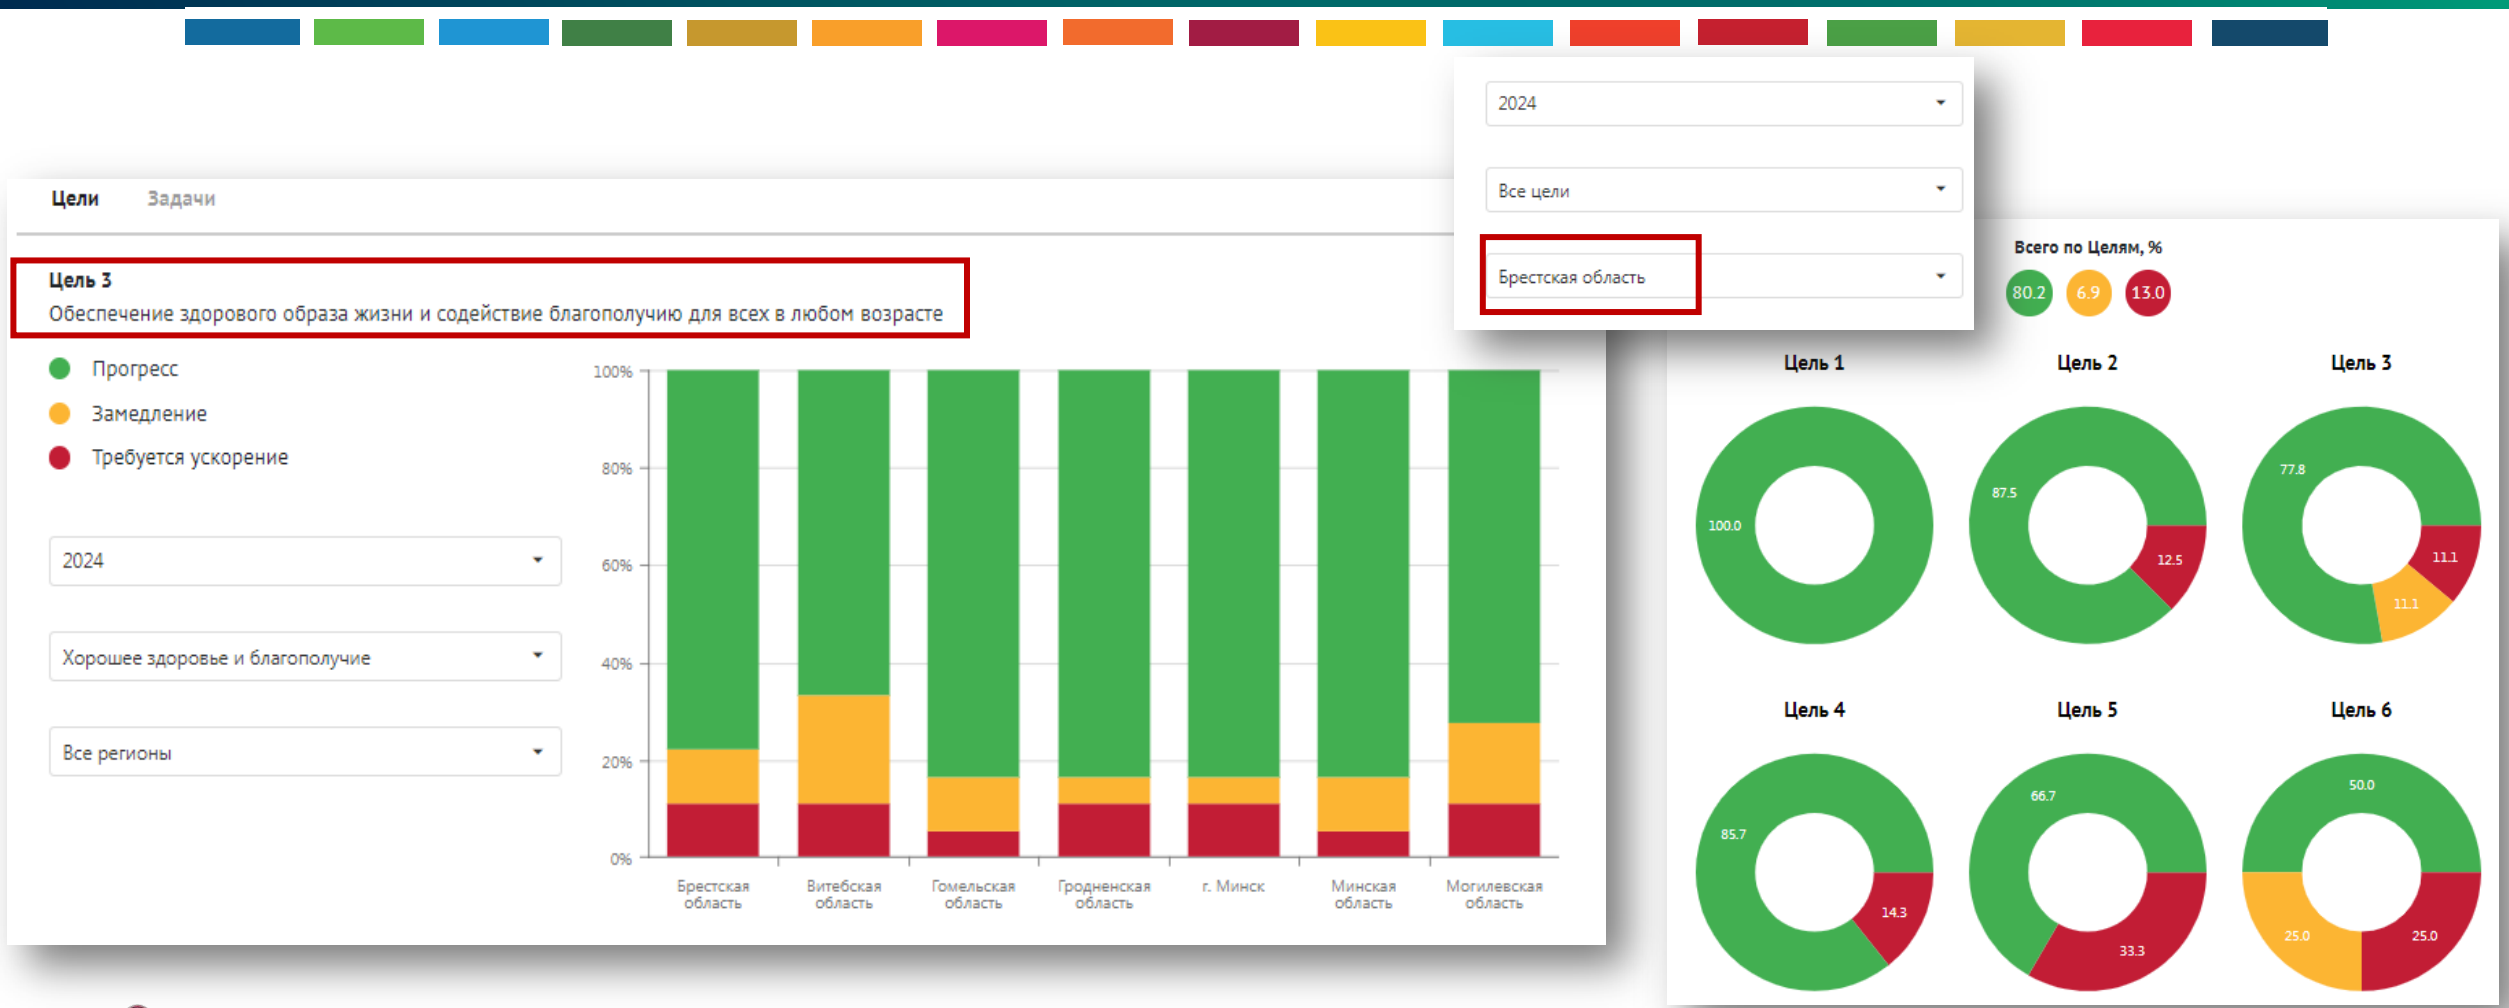 2024
Все цели
Брестская область
Цели Задачи
Цель 3
Обеспечение здорового образа жизни и содействие благополучию для всех в любом возрасте
Прогресс
Замедление
Требуется ускорение
2024
Хорошее здоровье и благополучие
Все регионы
100%
80%
60%
40%
20%
0%
Брестская область
Витебская область
Гомельская область
Гродненская область
г. Минск
Минская область
Могилевская область
Всего по Целям, %
80.2 6.9 13.0
Цель 1 Цель 2 Цель 3
100.0
87.5
12.5
77.8
11.1
11.1
Цель 4 Цель 5 Цель 6
85.7
14.3
66.7
33.3
50.0
25.0
25.0